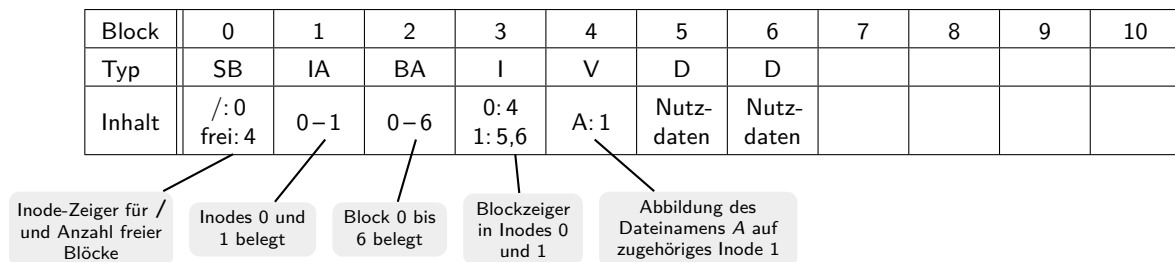 Block 0 1 2 3 4 5 6 7 8 9 10
Typ SB IA BA I V D D
Inhalt /: 0 frei: 4 0–1 0–6 0: 4 1: 5,6 A: 1 Nutz-daten Nutz-daten
Inode-Zeiger für /
und Anzahl freier
Blöcke
Inodes 0 und
1 belegt
Block 0 bis
6 belegt
Blockzeiger
in Inodes 0
und 1
Abbildung des
Dateinamens A auf
zugehöriges Inode 1